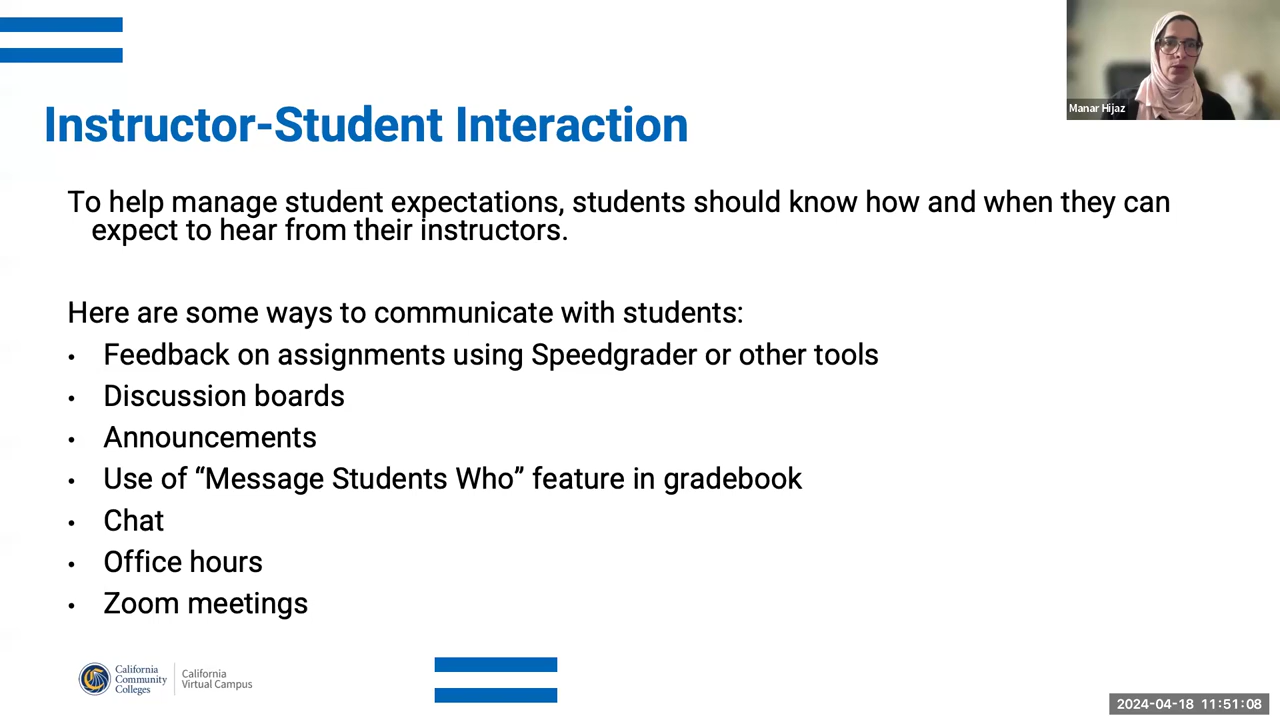 Manar Hijaz
Instructor-Student Interaction
To help manage student expectations, students should know how and when they can
expect to hear from their instructors.
Here are some ways to communicate with students:
• Feedback on assignments using Speedgrader or other tools
• Discussion boards
• Announcements
• Use of “Message Students Who” feature in gradebook
• Chat
• Office hours
• Zoom meetings
California
Community
Colleges
California
Virtual Campus
2024-04-18 11:51:08